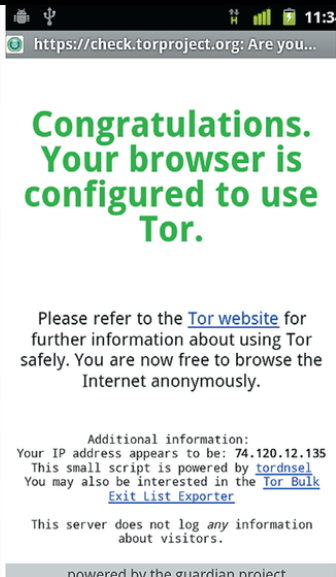 H 11:3
https://check.torproject.org: Are you...
Congratulations.
Your browser is
configured to use
Tor.
Please refer to the Tor website for
further information about using Tor
safely. You are now free to browse the
Internet anonymously.
Additional information:
Your IP address appears to be: 74.120.12.135
This small script is powered by tordnsel
You may also be interested in the Tor Bulk
Exit List Exporter
This server does not log any information
about visitors.
powered by the guardian project